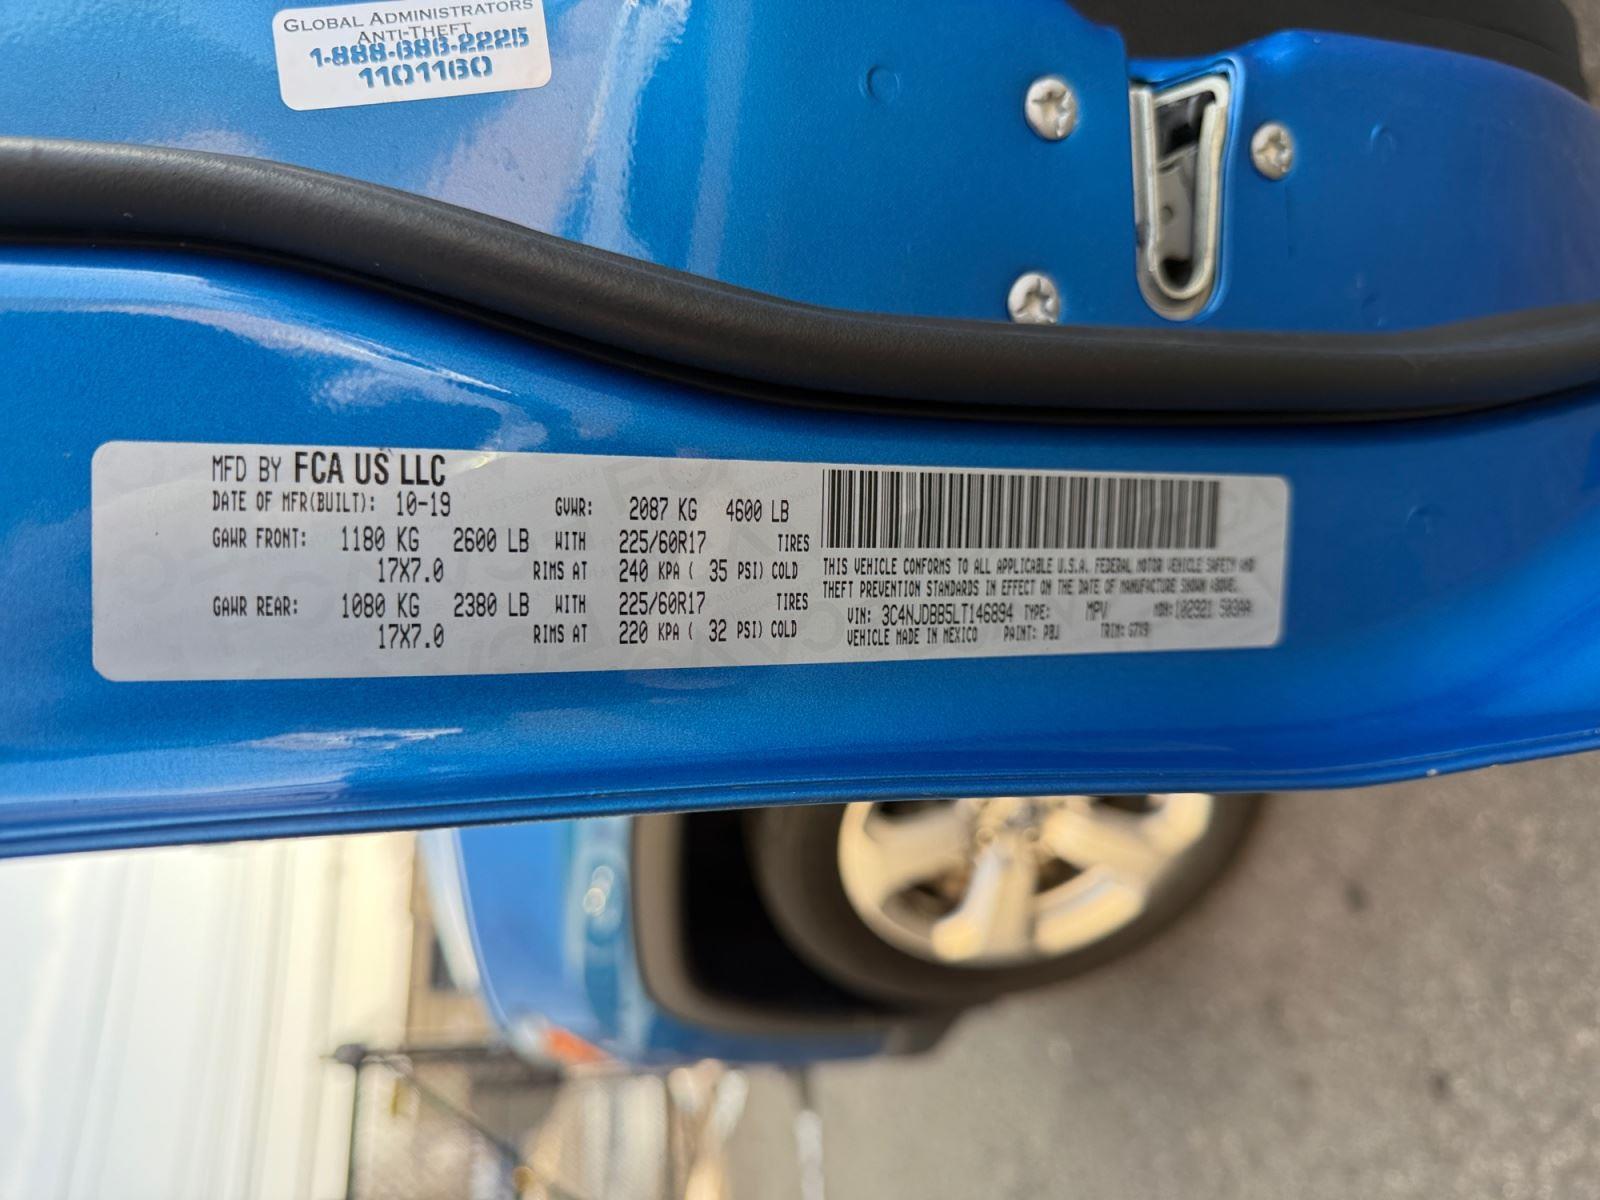 GLOBAL ADMINISTRATORS
ANTI-THEFT
1-888-686-2225
1101160
MFD BY FCA US LLC
DATE OF MFR(BUILT): 10-19 GVWR: 2087 KG 4600 LB
GAWR FRONT: 1180 KG 2600 LB WITH 225/60R17 TIRES
17X7.0 RIMS AT 240 KPA ( 35 PSI) COLD
GAWR REAR: 1080 KG 2380 LB WITH 225/60R17 TIRES
17X7.0 RIMS AT 220 KPA ( 32 PSI) COLD
THIS VEHICLE CONFORMS TO ALL APPLICABLE U.S.A. FEDERAL MOTOR VEHICLE SAFETY AND
THEFT PREVENTION STANDARDS IN EFFECT ON THE DATE OF MANUFACTURE SHOWN ABOVE.
VIN: 3C4NJDBB5LT146894 TYPE: MPV MDH: 102921
VEHICLE MADE IN MEXICO PAINT: PBJ TRIM: G7X9